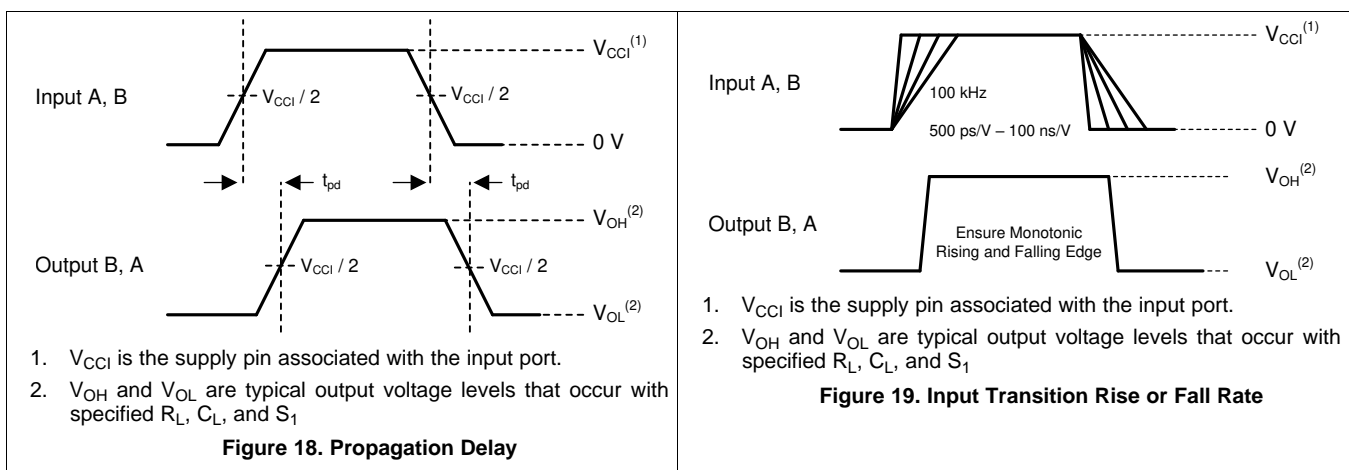 V_CCI^(1)
Input A, B
V_CCI / 2
V_CCI / 2
0 V
t_pd
t_pd
V_OH^(2)
Output B, A
V_CCI / 2
V_CCI / 2
V_OL^(2)
1. V_CCI is the supply pin associated with the input port.
2. V_OH and V_OL are typical output voltage levels that occur with
specified R_L, C_L, and S_1
Figure 18. Propagation Delay
V_CCI^(1)
Input A, B
100 kHz
500 ps/V – 100 ns/V
0 V
V_OH^(2)
Output B, A
Ensure Monotonic
Rising and Falling Edge
V_OL^(2)
1. V_CCI is the supply pin associated with the input port.
2. V_OH and V_OL are typical output voltage levels that occur with
specified R_L, C_L, and S_1
Figure 19. Input Transition Rise or Fall Rate